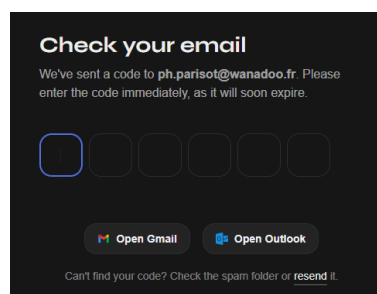 Check your email
We've sent a code to ph.parisot@wanadoo.fr. Please
enter the code immediately, as it will soon expire.
Open Gmail
Open Outlook
Can't find your code? Check the spam folder or resend it.